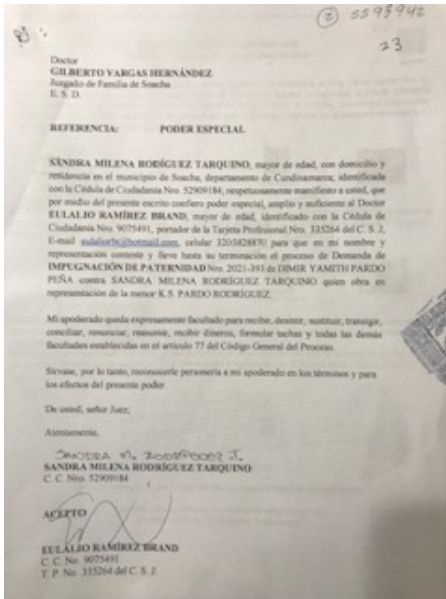 ② 5593942
23
Doctor
GILBERTO VARGAS HERNÁNDEZ
Juzgado de Familia de Soacha
E. S. D.
REFERENCIA: PODER ESPECIAL
SANDRA MILENA RODRÍGUEZ TARQUINO, mayor de edad, con domicilio y
residencia en el municipio de Soacha, departamento de Cundinamarca, identificada
con la Cédula de Ciudadanía Nro. 52909184, respetuosamente manifiesto a usted, que
por medio del presente escrito confiero poder especial, amplio y suficiente al Doctor
EULALIO RAMÍREZ BRAND, mayor de edad, identificado con la Cédula de
Ciudadanía Nro. 9075491, portador de la Tarjeta Profesional Nro. 335264 del C. S. J,
E-mail eulaliorb@hotmail.com, celular 3205828870 para que en mi nombre y
representación conteste y lleve hasta su terminación el proceso de Demanda de
IMPUGNACIÓN DE PATERNIDAD Nro. 2021-393 de DIMIR YAMITH PARDO
PEÑA contra SANDRA MILENA RODRÍGUEZ TARQUINO quien obra en
representación de la menor K.S. PARDO RODRÍGUEZ.
Mi apoderado queda expresamente facultado para recibir, desistir, sustituir, transigir,
conciliar, renunciar, reasumir, recibir dineros, formular tachas y todas las demás
facultades establecidas en el artículo 77 del Código General del Proceso.
Sírvase, por lo tanto, reconocerle personería a mi apoderado en los términos y para
los efectos del presente poder.
De usted, señor Juez,
Atentamente,
SANDRA M. RODRÍGUEZ T.
SANDRA MILENA RODRÍGUEZ TARQUINO
C. C. Nro. 52909184
ACEPTO
EULALIO RAMÍREZ BRAND
C. C. No. 9075491
T. P. No. 335264 del C. S. J.